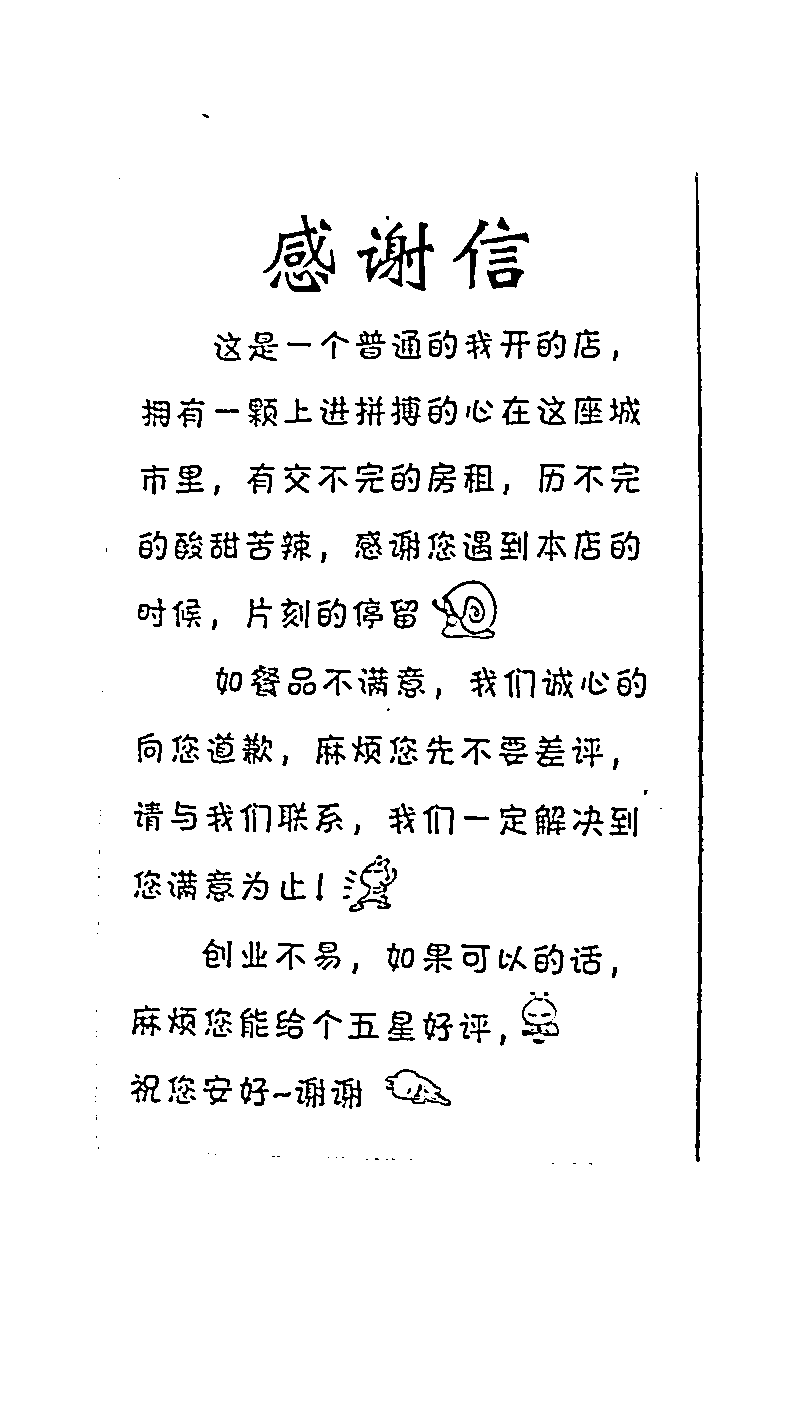 感谢信
这是一个普通的我开的店，
拥有一颗上进拼搏的心在这座城
市里，有交不完的房租，历不完
的酸甜苦辣，感谢您遇到本店的
时候，片刻的停留
如餐品不满意，我们诚心的
向您道歉，麻烦您先不要差评，
请与我们联系，我们一定解决到
您满意为止！
创业不易，如果可以的话，
麻烦您能给个五星好评，
祝您安好~谢谢